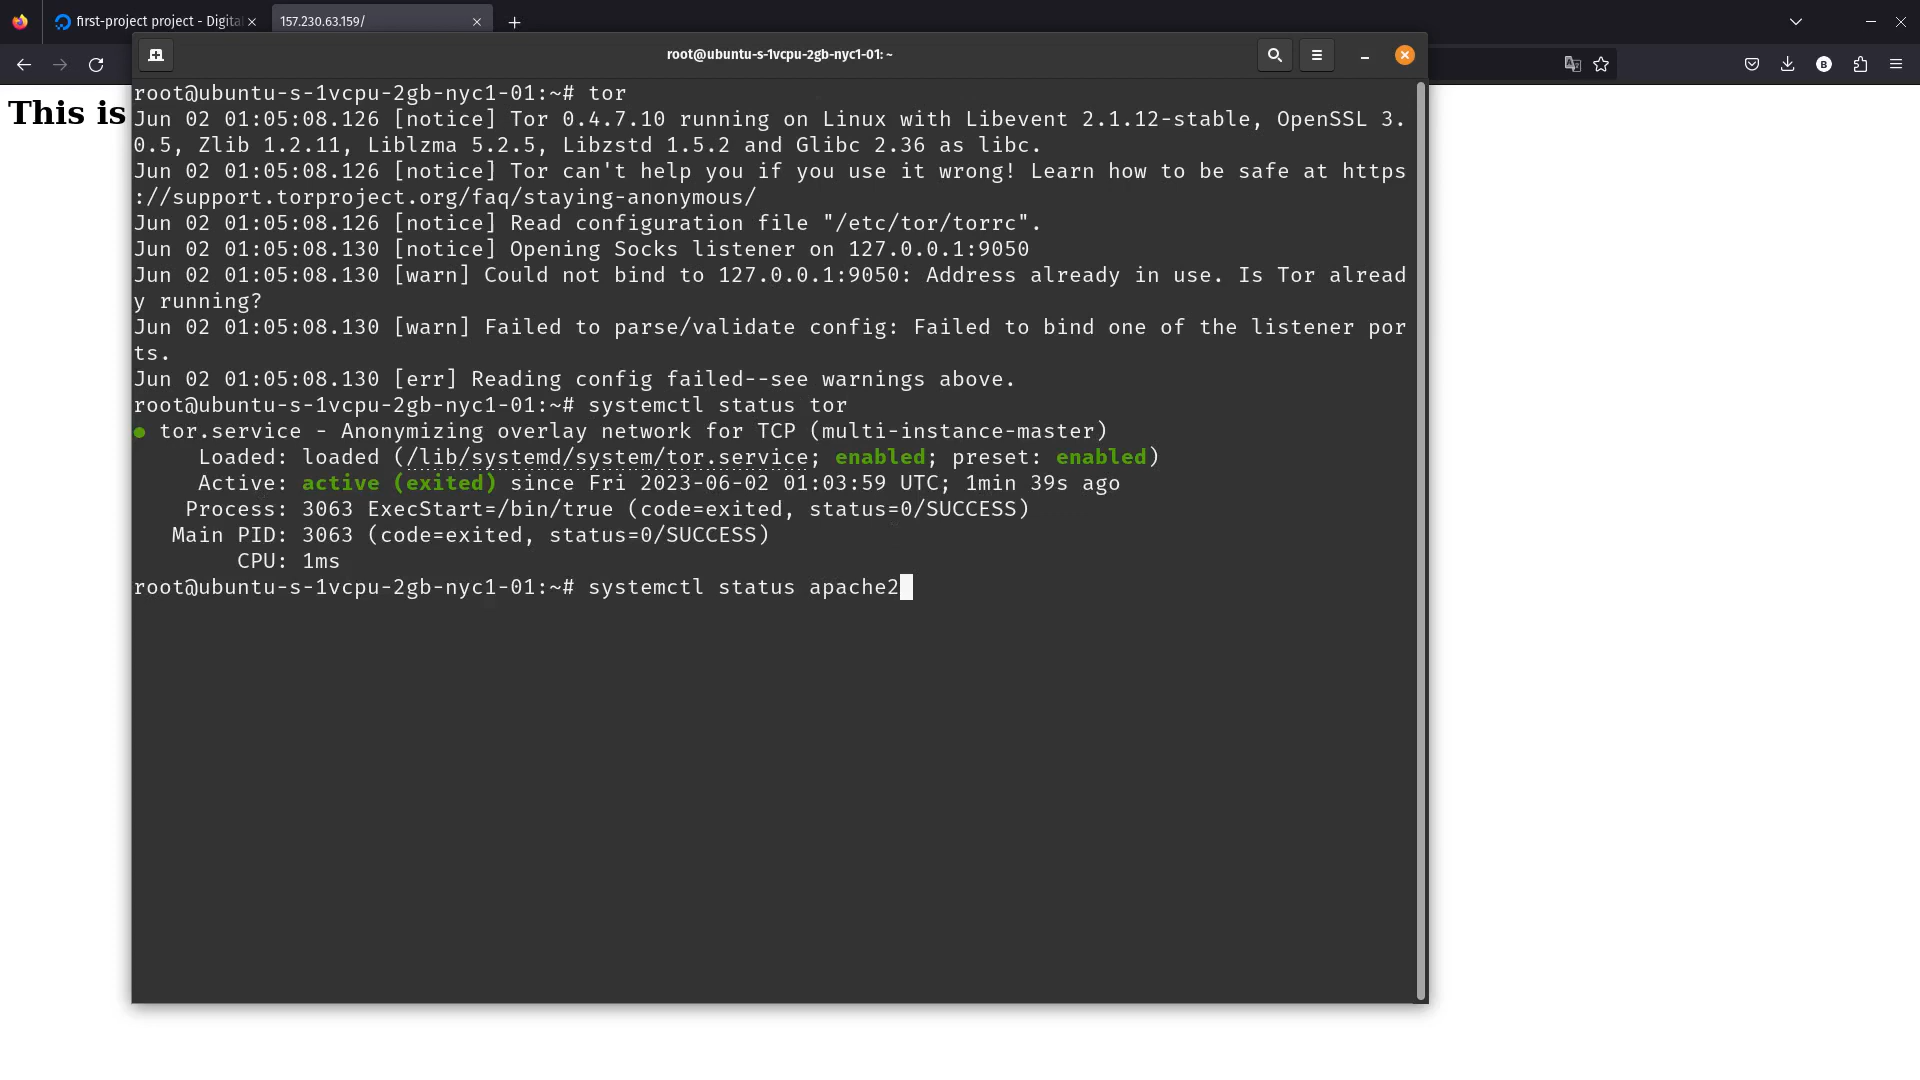 first-project project - Digita
157.230.63.159/
root@ubuntu-s-1vcpu-2gb-nyc1-01: ~
This is
root@ubuntu-s-1vcpu-2gb-nyc1-01:~# tor
Jun 02 01:05:08.126 [notice] Tor 0.4.7.10 running on Linux with Libevent 2.1.12-stable, OpenSSL 3.
0.5, Zlib 1.2.11, Liblzma 5.2.5, Libzstd 1.5.2 and Glibc 2.36 as libc.
Jun 02 01:05:08.126 [notice] Tor can't help you if you use it wrong! Learn how to be safe at https
://support.torproject.org/faq/staying-anonymous/
Jun 02 01:05:08.126 [notice] Read configuration file "/etc/tor/torrc".
Jun 02 01:05:08.130 [notice] Opening Socks listener on 127.0.0.1:9050
Jun 02 01:05:08.130 [warn] Could not bind to 127.0.0.1:9050: Address already in use. Is Tor alread
y running?
Jun 02 01:05:08.130 [warn] Failed to parse/validate config: Failed to bind one of the listener por
ts.
Jun 02 01:05:08.130 [err] Reading config failed--see warnings above.
root@ubuntu-s-1vcpu-2gb-nyc1-01:~# systemctl status tor
● tor.service - Anonymizing overlay network for TCP (multi-instance-master)
Loaded: loaded (/lib/systemd/system/tor.service; enabled; preset: enabled)
Active: active (exited) since Fri 2023-06-02 01:03:59 UTC; 1min 39s ago
Process: 3063 ExecStart=/bin/true (code=exited, status=0/SUCCESS)
Main PID: 3063 (code=exited, status=0/SUCCESS)
CPU: 1ms
root@ubuntu-s-1vcpu-2gb-nyc1-01:~# systemctl status apache2